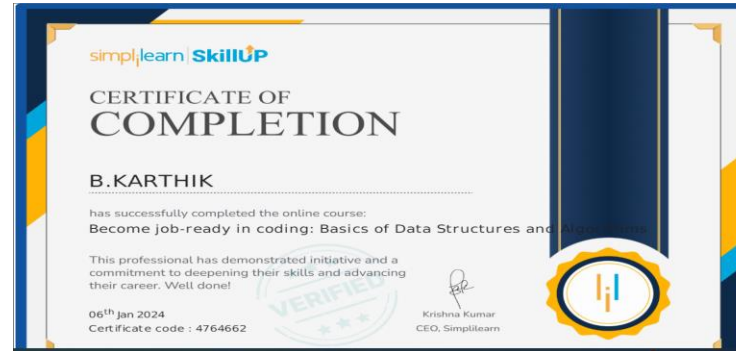 simplilearn | SkillUP
CERTIFICATE OF
COMPLETION
B.KARTHIK
has successfully completed the online course:
Become job-ready in coding: Basics of Data Structures and Algorithms
This professional has demonstrated initiative and a
commitment to deepening their skills and advancing
their career. Well done!
VERIFIED
06th Jan 2024
Certificate code : 4764662
Krishna Kumar
CEO, Simplilearn